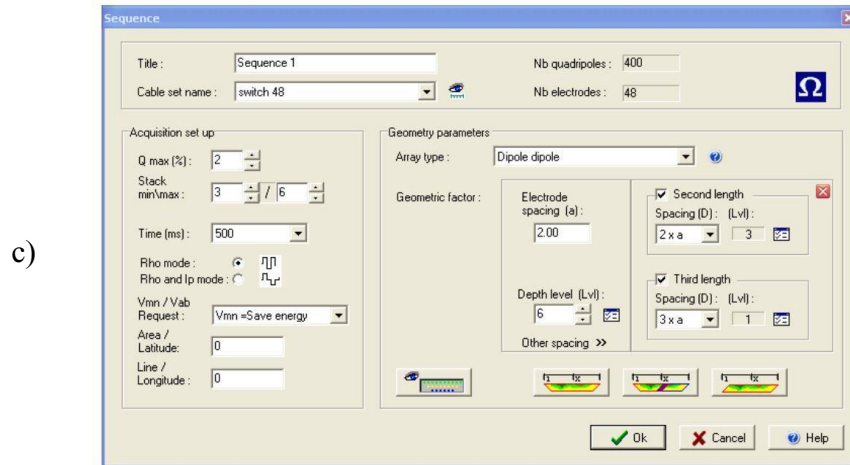 Sequence
Title : Sequence 1 Nb quadripoles : 400
Cable set name : switch 48 Nb electrodes : 48
Ω
Acquisition set up
Q max (%) : 2
Stack
min\max : 3 / 6
Time (ms) : 500
Rho mode :
Rho and Ip mode :
Vmn / Vab
Request : Vmn =Save energy
Area /
Latitude: 0
Line /
Longitude : 0
Geometry parameters
Array type : Dipole dipole
Geometric factor :
Electrode
spacing (a) :
2.00
Depth level (Lvl) :
6
Other spacing >>
Second length
Spacing (D) : (Lvl) :
2 x a 3
Third length
Spacing (D) : (Lvl) :
3 x a 1
Ok Cancel Help
c)